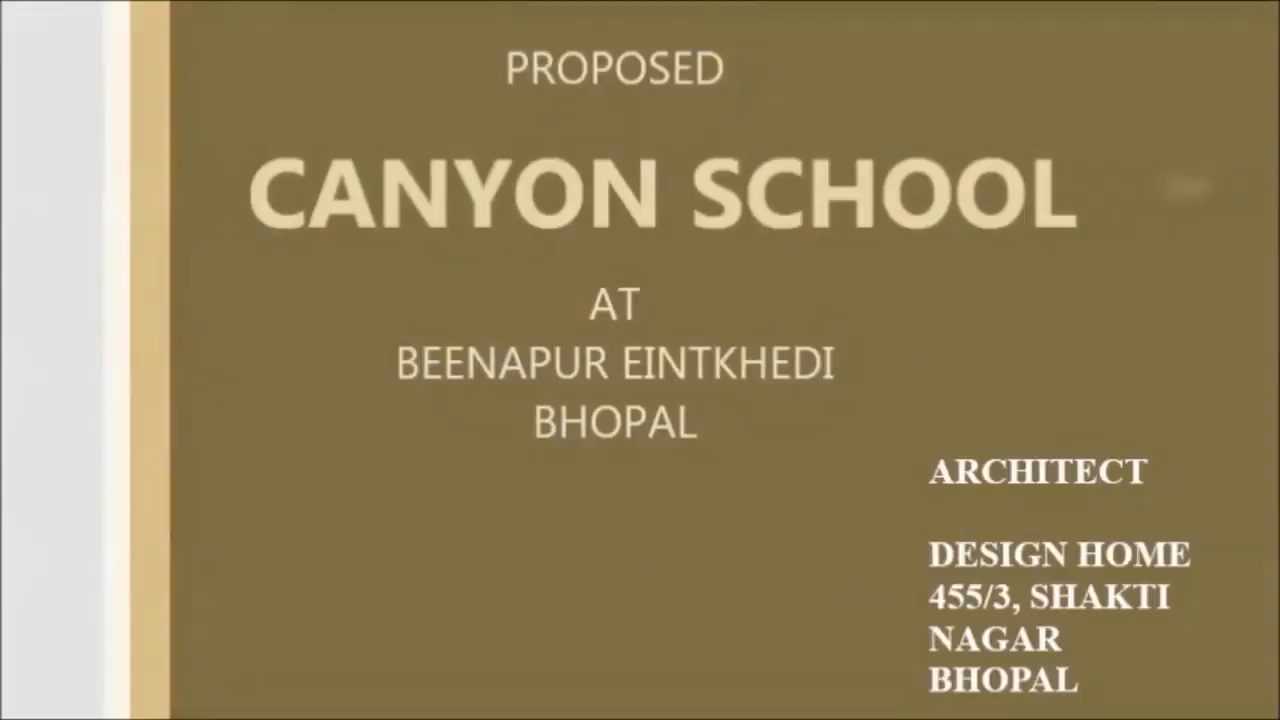 PROPOSED
CANYON SCHOOL
AT
BEENAPUR EINTKHEDI
BHOPAL
ARCHITECT
DESIGN HOME
455/3, SHAKTI
NAGAR
BHOPAL